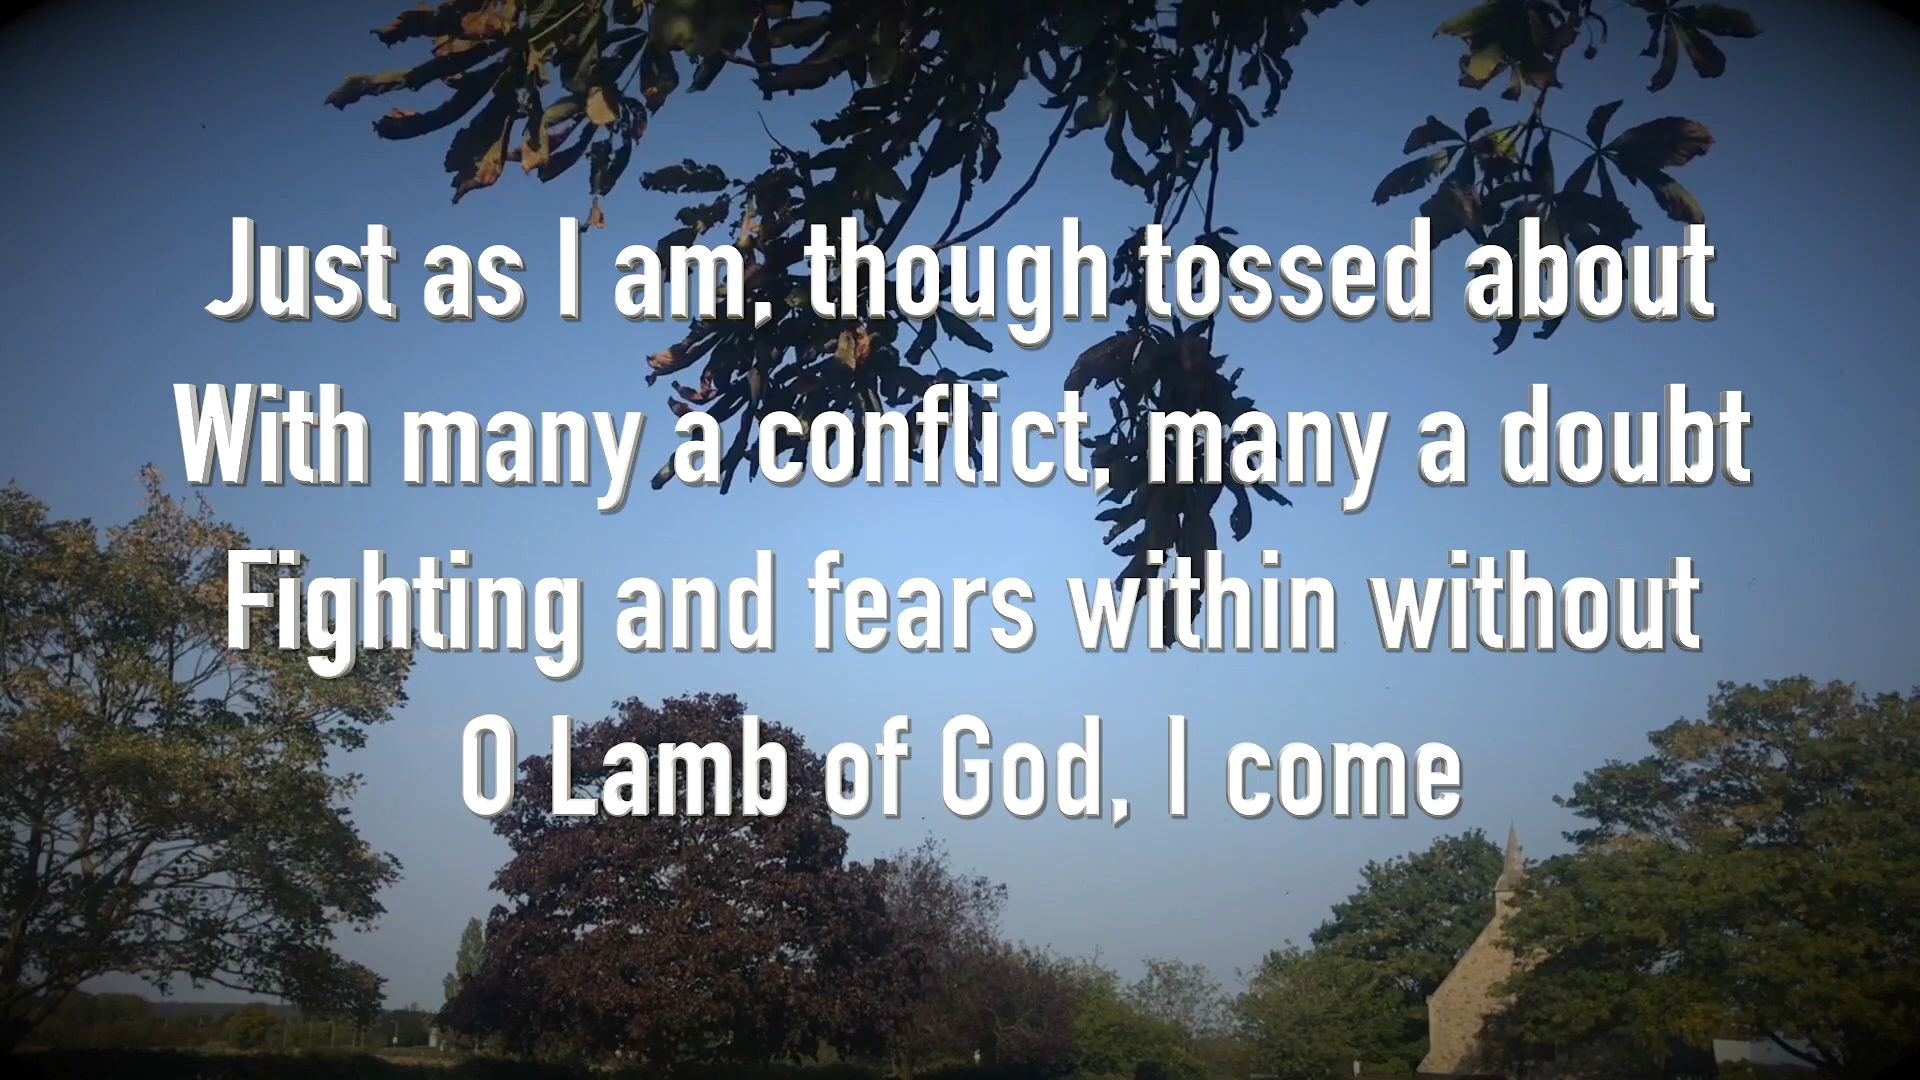 Just as I am, though tossed about
With many a conflict, many a doubt
Fighting and fears within without
O Lamb of God, I come